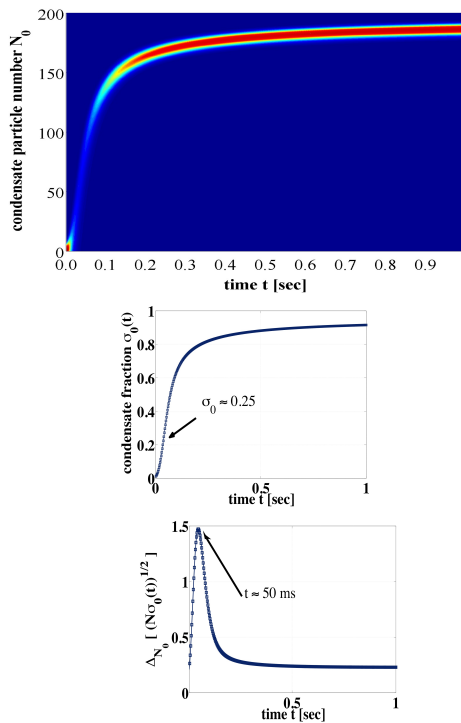 200
150
100
50
0
condensate particle number N₀
0.0 0.1 0.2 0.3 0.4 0.5 0.6 0.7 0.8 0.9
time t [sec]
1
0.8
0.6
0.4
0.2
0
condensate fraction σ₀(t)
σ₀ ≈ 0.25
0 0.5 1
time t [sec]
1.5
1
0.5
0
Δ_N₀ [ (Nσ₀(t))^1/2 ]
t ≈ 50 ms
0 0.5 1
time t [sec]